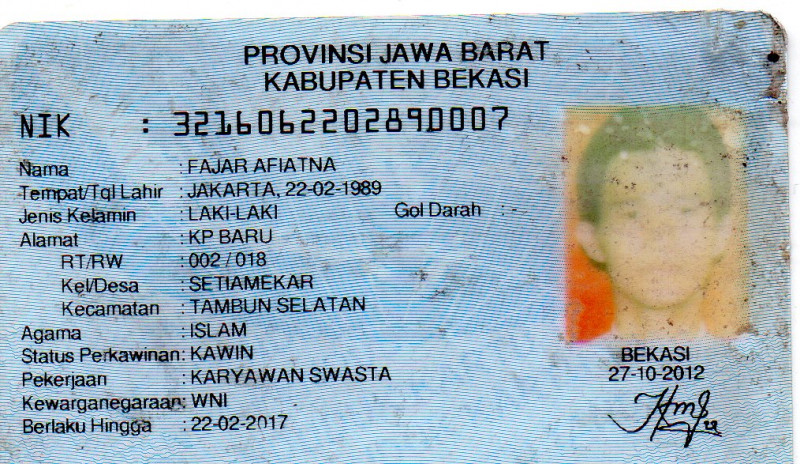 PROVINSI JAWA BARAT
KABUPATEN BEKASI
NIK : 3216062202890007
Nama : FAJAR AFIATNA
Tempat/Tgl Lahir : JAKARTA, 22-02-1989
Jenis Kelamin : LAKI-LAKI Gol Darah : -
Alamat : KP BARU
RT/RW : 002 / 018
Kel/Desa : SETIAMEKAR
Kecamatan : TAMBUN SELATAN
Agama : ISLAM
Status Perkawinan: KAWIN
Pekerjaan : KARYAWAN SWASTA
Kewarganegaraan: WNI
Berlaku Hingga : 22-02-2017
BEKASI
27-10-2012